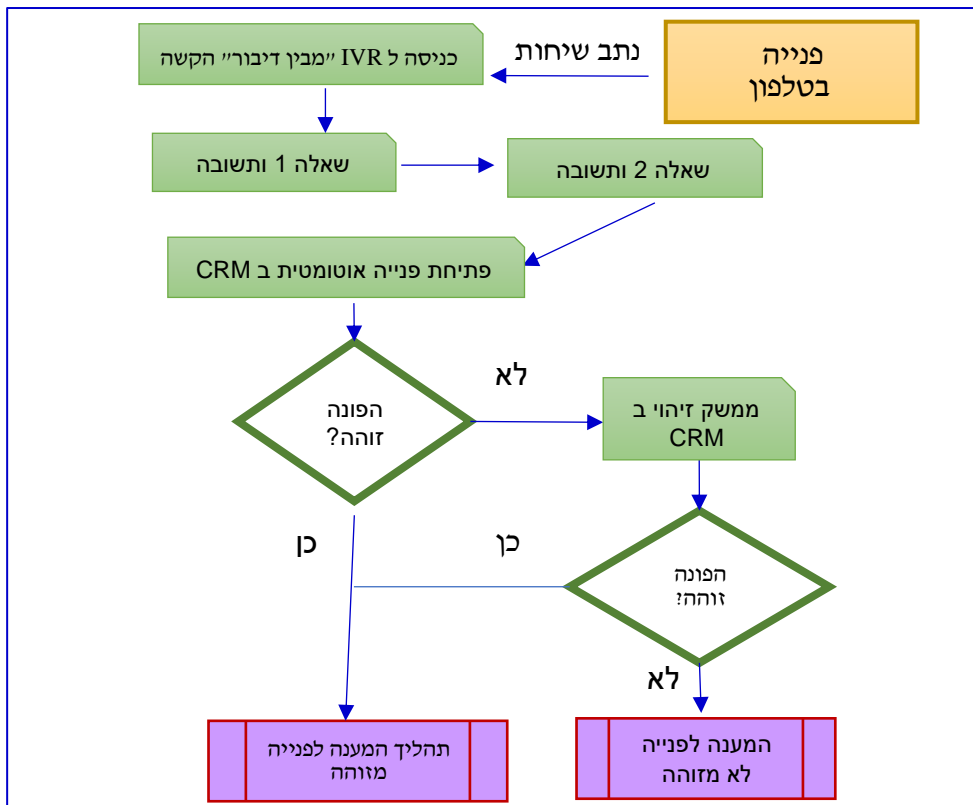 פנייה
בטלפון
נתב שיחות
כניסה ל IVR "מבין דיבור" הקשה
שאלה 1 ותשובה
שאלה 2 ותשובה
פתיחת פנייה אוטומטית ב CRM
הפונה
זוהה?
לא
ממשק זיהוי ב
CRM
כן
כן
הפונה
זוהה?
לא
תהליך המענה לפנייה
מזוהה
המענה לפנייה
לא מזוהה